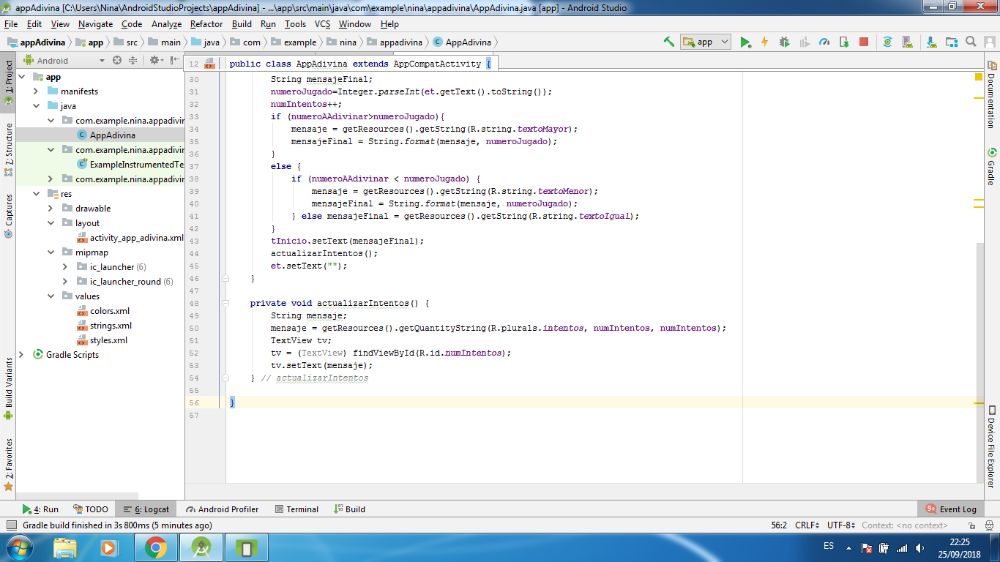 appAdivina [C:\Users\Nina\AndroidStudioProjects\appAdivina] - ...\app\src\main\java\com\example\nina\appadivina\AppAdivina.java [app] - Android Studio
File Edit View Navigate Code Analyze Refactor Build Run Tools VCS Window Help
appAdivina app src main java com example nina appadivina AppAdivina app
1: Project
7: Structure
Captures
Build Variants
2: Favorites
Android
app
manifests
java
com.example.nina.appadivin
AppAdivina
com.example.nina.appadivin
ExampleInstrumentedTe
com.example.nina.appadivin
res
drawable
layout
activity_app_adivina.xml
mipmap
ic_launcher (6)
ic_launcher_round (6)
values
colors.xml
strings.xml
styles.xml
Gradle Scripts
12 public class AppAdivina extends AppCompatActivity {
30 String mensajeFinal;
31 numeroJugado=Integer.parseInt(et.getText().toString());
32 numIntentos++;
33 if (numeroAAdivinar>numeroJugado){
34 mensaje = getResources().getString(R.string.textoMayor);
35 mensajeFinal = String.format(mensaje, numeroJugado);
36 }
37 else {
38 if (numeroAAdivinar < numeroJugado) {
39 mensaje = getResources().getString(R.string.textoMenor);
40 mensajeFinal = String.format(mensaje, numeroJugado);
41 } else mensajeFinal = getResources().getString(R.string.textoIgual);
42 }
43 tInicio.setText(mensajeFinal);
44 actualizarIntentos();
45 et.setText("");
46 }
47
48 private void actualizarIntentos() {
49 String mensaje;
50 mensaje = getResources().getQuantityString(R.plurals.intentos, numIntentos, numIntentos);
51 TextView tv;
52 tv = (TextView) findViewById(R.id.numIntentos);
53 tv.setText(mensaje);
54 } // actualizarIntentos
55
56 }
57
Documentation
Gradle
Device File Explorer
4: Run TODO 6: Logcat Android Profiler Terminal Build 9+ Event Log
Gradle build finished in 3s 800ms (5 minutes ago) 56:2 CRLF UTF-8 Context: <no context>
ES 22:25
25/09/2018